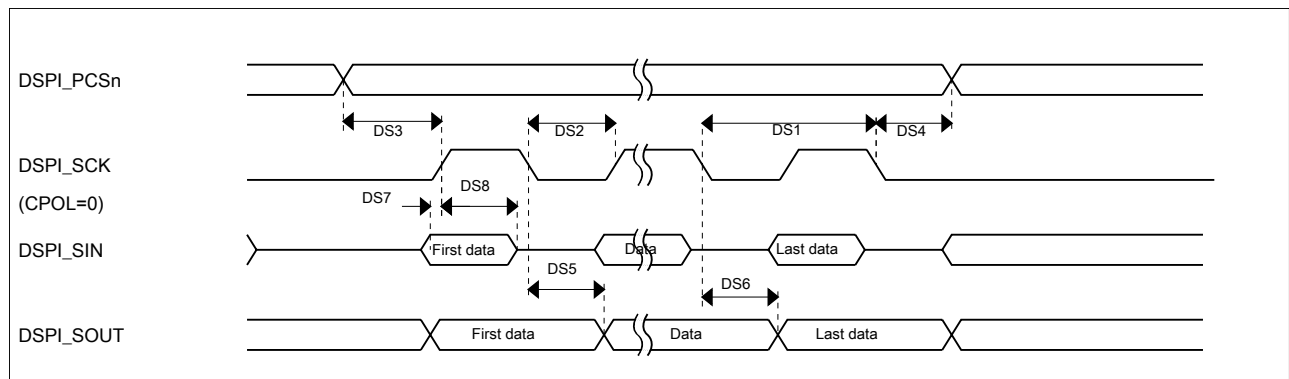 DSPI_PCSn
DS3
DS2
DS1
DS4
DSPI_SCK
DS7
DS8
(CPOL=0)
DSPI_SIN
First data
Data
Last data
DS5
DS6
DSPI_SOUT
First data
Data
Last data